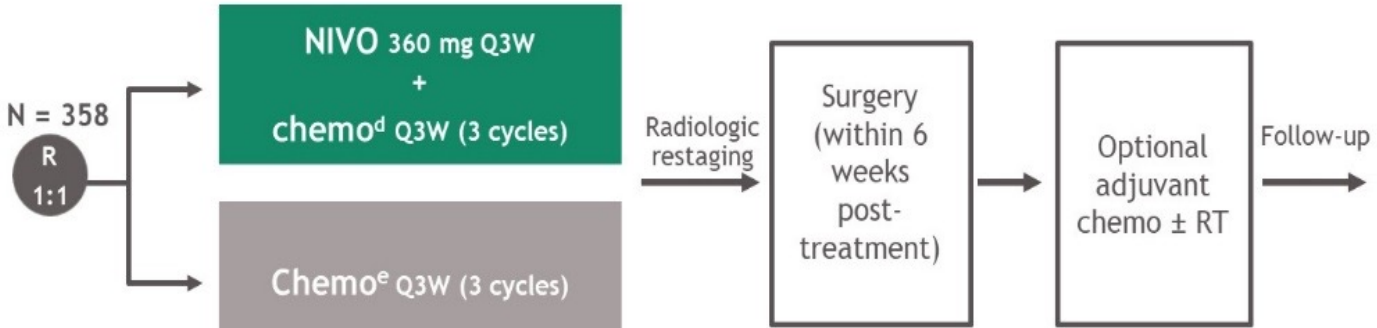 N = 358
R
1:1
NIVO 360 mg Q3W
+
chemoᵈ Q3W (3 cycles)
Chemoᵉ Q3W (3 cycles)
Radiologic
restaging
Surgery
(within 6
weeks
post-
treatment)
Optional
adjuvant
chemo ± RT
Follow-up